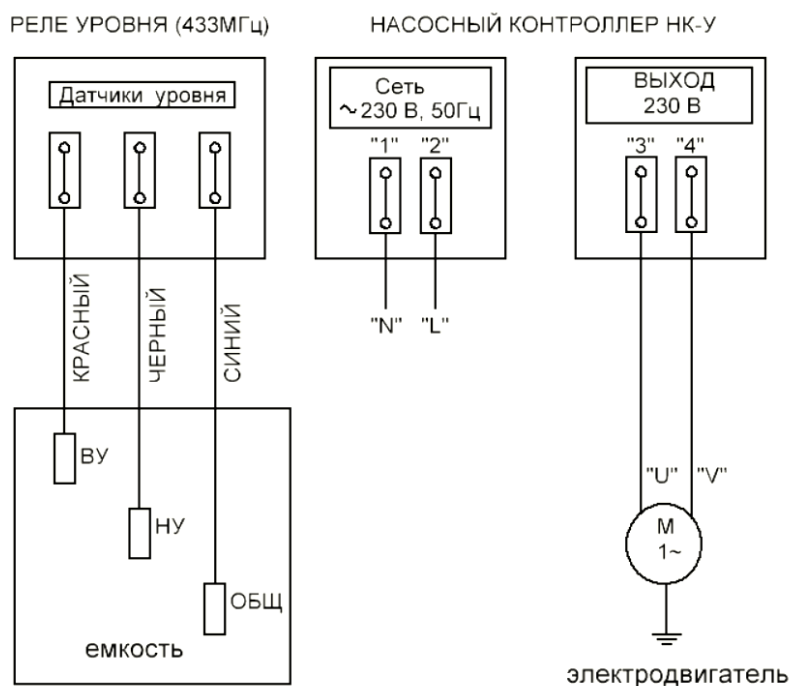 РЕЛЕ УРОВНЯ (433МГц)
НАСОСНЫЙ КОНТРОЛЛЕР НК-У
Датчики уровня
Сеть
~230 В, 50Гц
ВЫХОД
230 В
"1" "2"
"3" "4"
КРАСНЫЙ
ЧЕРНЫЙ
СИНИЙ
"N" "L"
ВУ
НУ
ОБЩ
емкость
"U" "V"
М
1~
электродвигатель